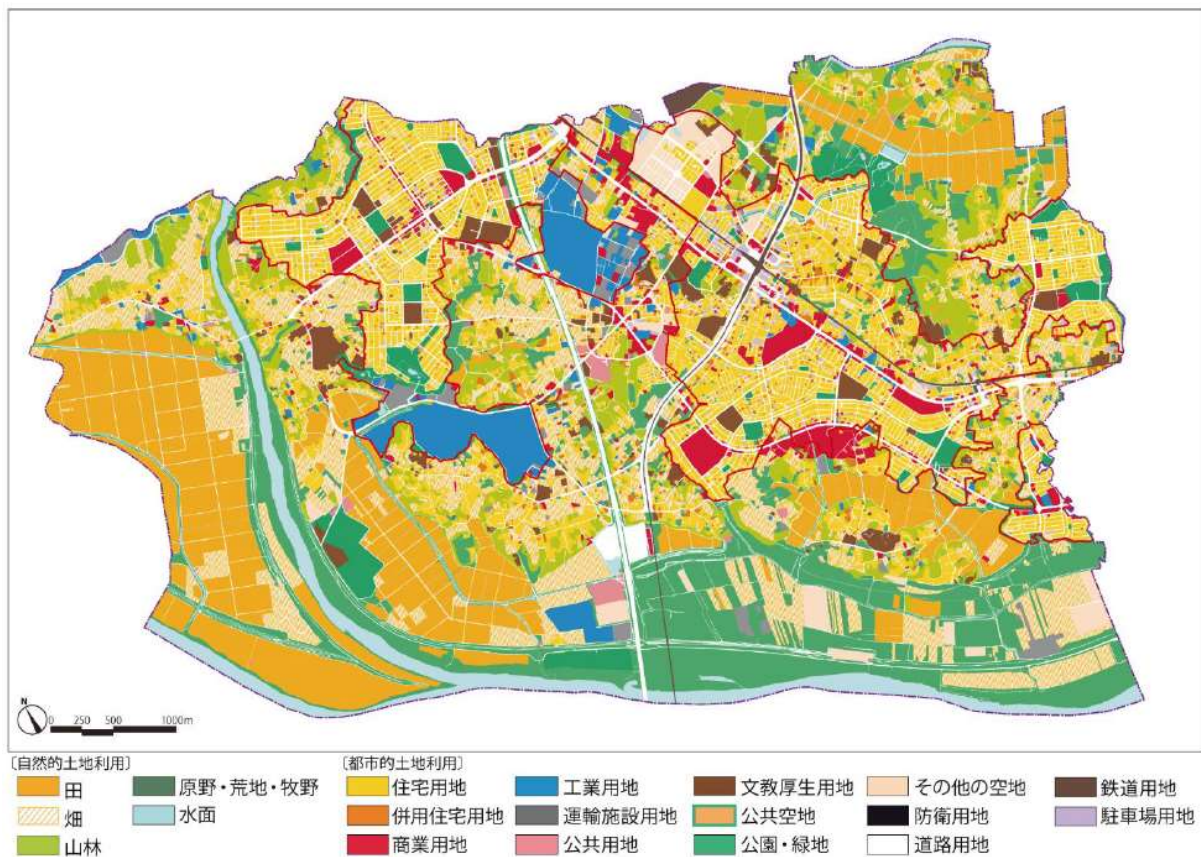 N
0 250 500 1000m
〔自然的土地利用〕
田
畑
山林
原野・荒地・牧野
水面
〔都市的土地利用〕
住宅用地
併用住宅用地
商業用地
工業用地
運輸施設用地
公共用地
文教厚生用地
公共空地
公園・緑地
その他の空地
防衛用地
道路用地
鉄道用地
駐車場用地